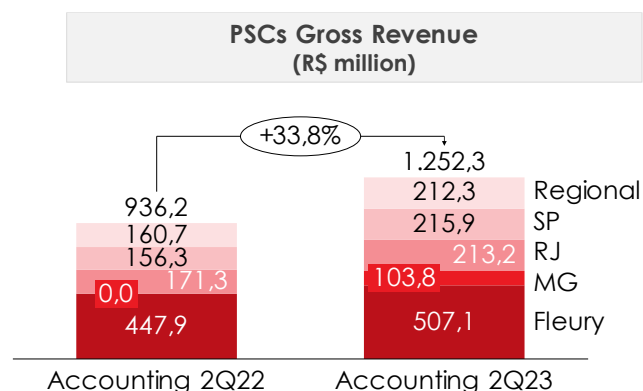 PSCs Gross Revenue
(R$ million)
+33,8%
936,2
160,7
156,3
171,3
0,0
447,9
1.252,3
212,3 Regional
215,9 SP
213,2 RJ
103,8 MG
507,1 Fleury
Accounting 2Q22
Accounting 2Q23